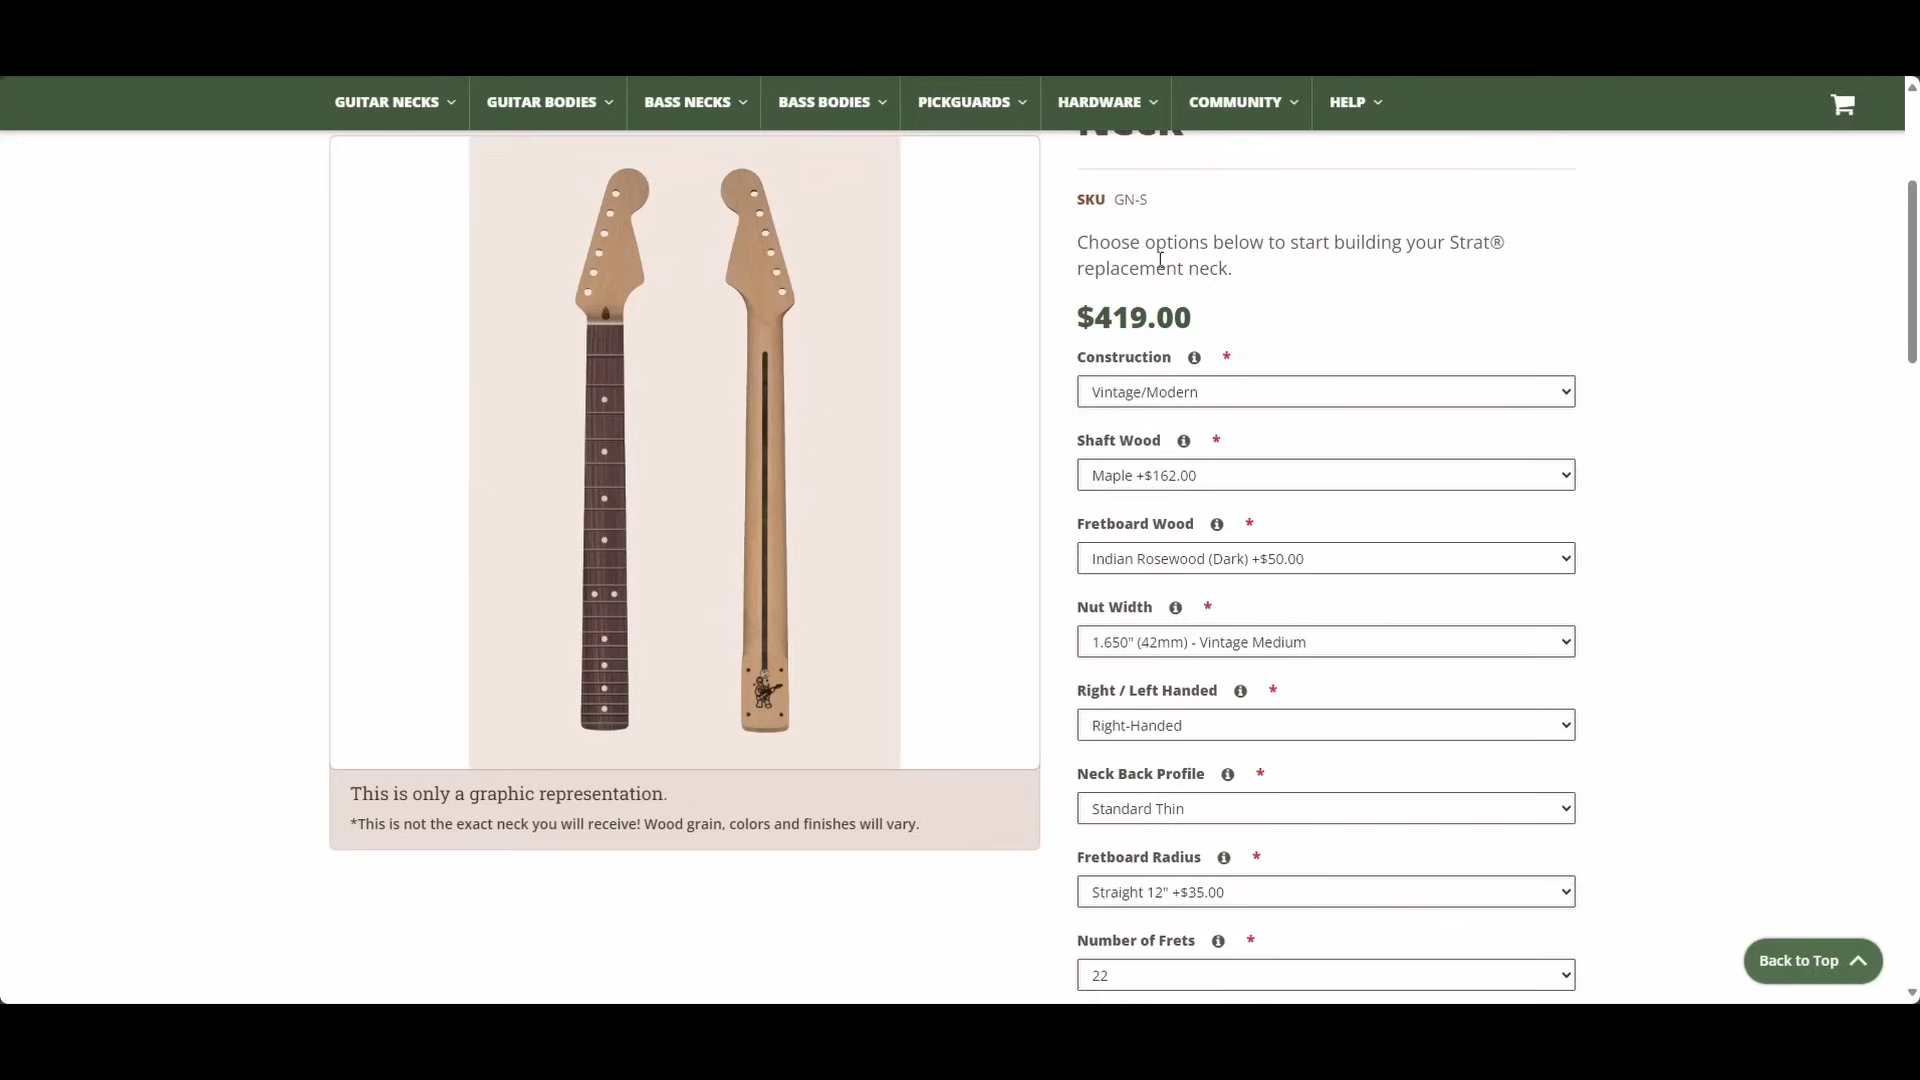 GUITAR NECKS
GUITAR BODIES
BASS NECKS
BASS BODIES
PICKGUARDS
HARDWARE
COMMUNITY
HELP
Neck
SKU GN-S
Choose options below to start building your Strat®
replacement neck.
$419.00
Construction *
Vintage/Modern
Shaft Wood *
Maple +$162.00
Fretboard Wood *
Indian Rosewood (Dark) +$50.00
Nut Width *
1.650" (42mm) - Vintage Medium
Right / Left Handed *
Right-Handed
Neck Back Profile *
Standard Thin
Fretboard Radius *
Straight 12" +$35.00
Number of Frets *
22
This is only a graphic representation.
*This is not the exact neck you will receive! Wood grain, colors and finishes will vary.
Back to Top